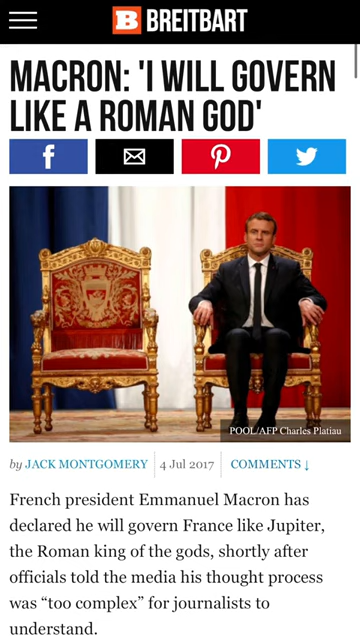 B BREITBART
MACRON: 'I WILL GOVERN
LIKE A ROMAN GOD'
POOL/AFP Charles Platiau
by JACK MONTGOMERY 4 Jul 2017 COMMENTS ↓
French president Emmanuel Macron has
declared he will govern France like Jupiter,
the Roman king of the gods, shortly after
officials told the media his thought process
was “too complex” for journalists to
understand.